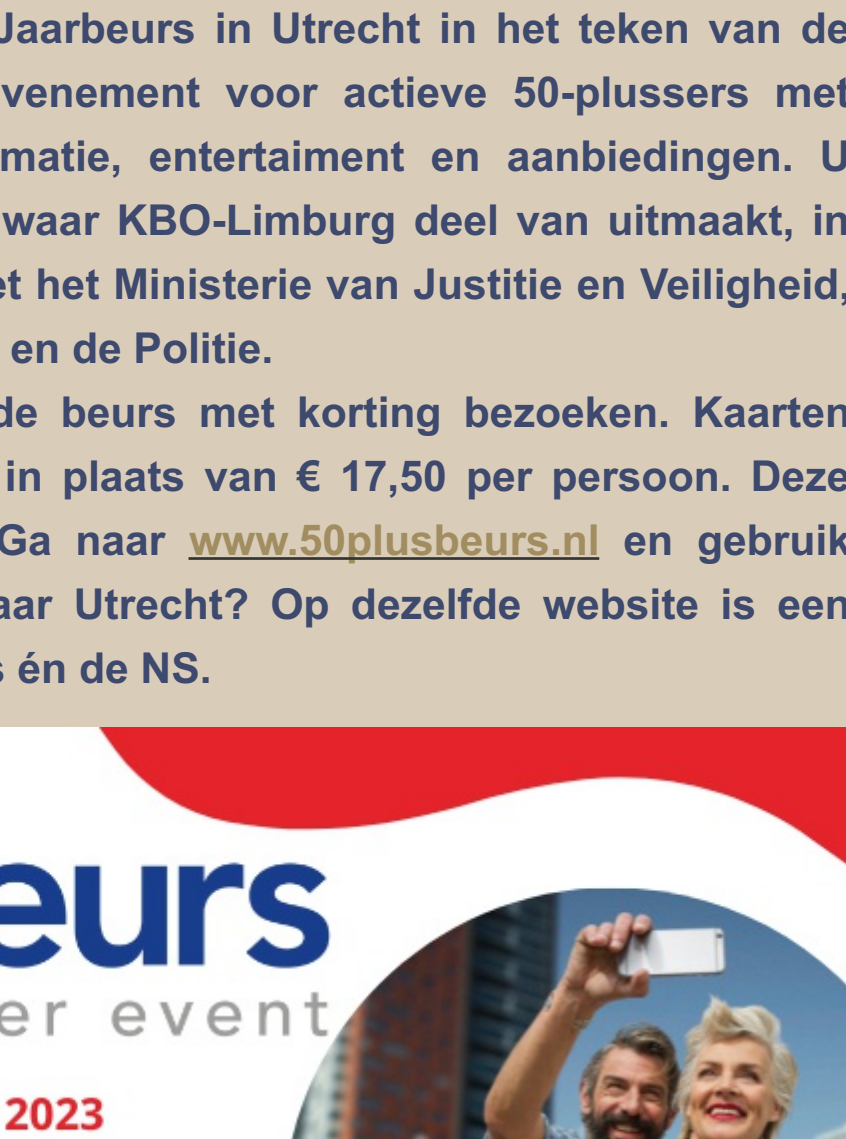 Jaarbeurs in Utrecht in het teken van de
venement voor actieve 50-plussers met
matie, entertaiment en aanbiedingen. U
waar KBO-Limburg deel van uitmaakt, in
et het Ministerie van Justitie en Veiligheid,
en de Politie.
de beurs met korting bezoeken. Kaarten
in plaats van € 17,50 per persoon. Deze
Ga naar www.50plusbeurs.nl en gebruik
aar Utrecht? Op dezelfde website is een
s én de NS.
eurs
er event
2023